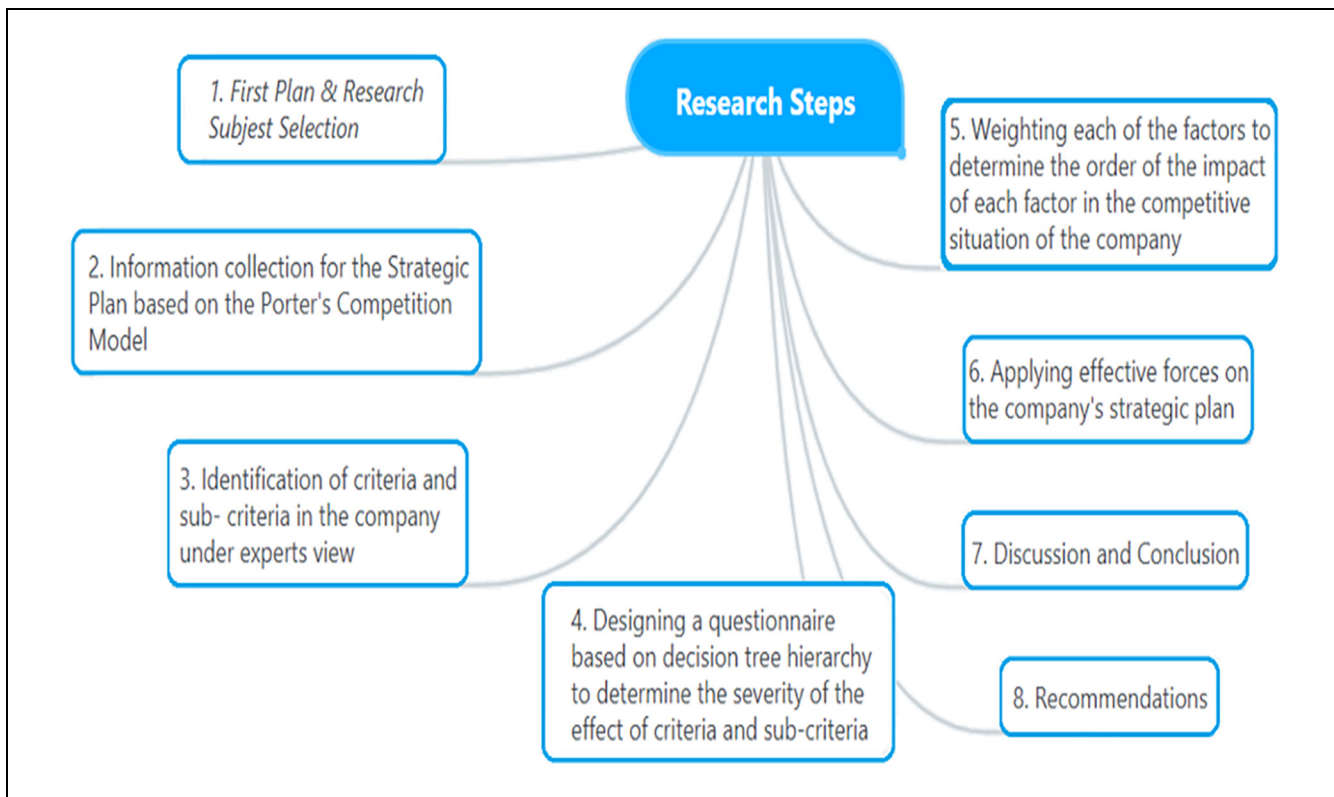 Research Steps
1. First Plan & Research
Subjest Selection
2. Information collection for the Strategic
Plan based on the Porter's Competition
Model
3. Identification of criteria and
sub- criteria in the company
under experts view
4. Designing a questionnaire
based on decision tree hierarchy
to determine the severity of the
effect of criteria and sub-criteria
5. Weighting each of the factors to
determine the order of the impact
of each factor in the competitive
situation of the company
6. Applying effective forces on
the company's strategic plan
7. Discussion and Conclusion
8. Recommendations